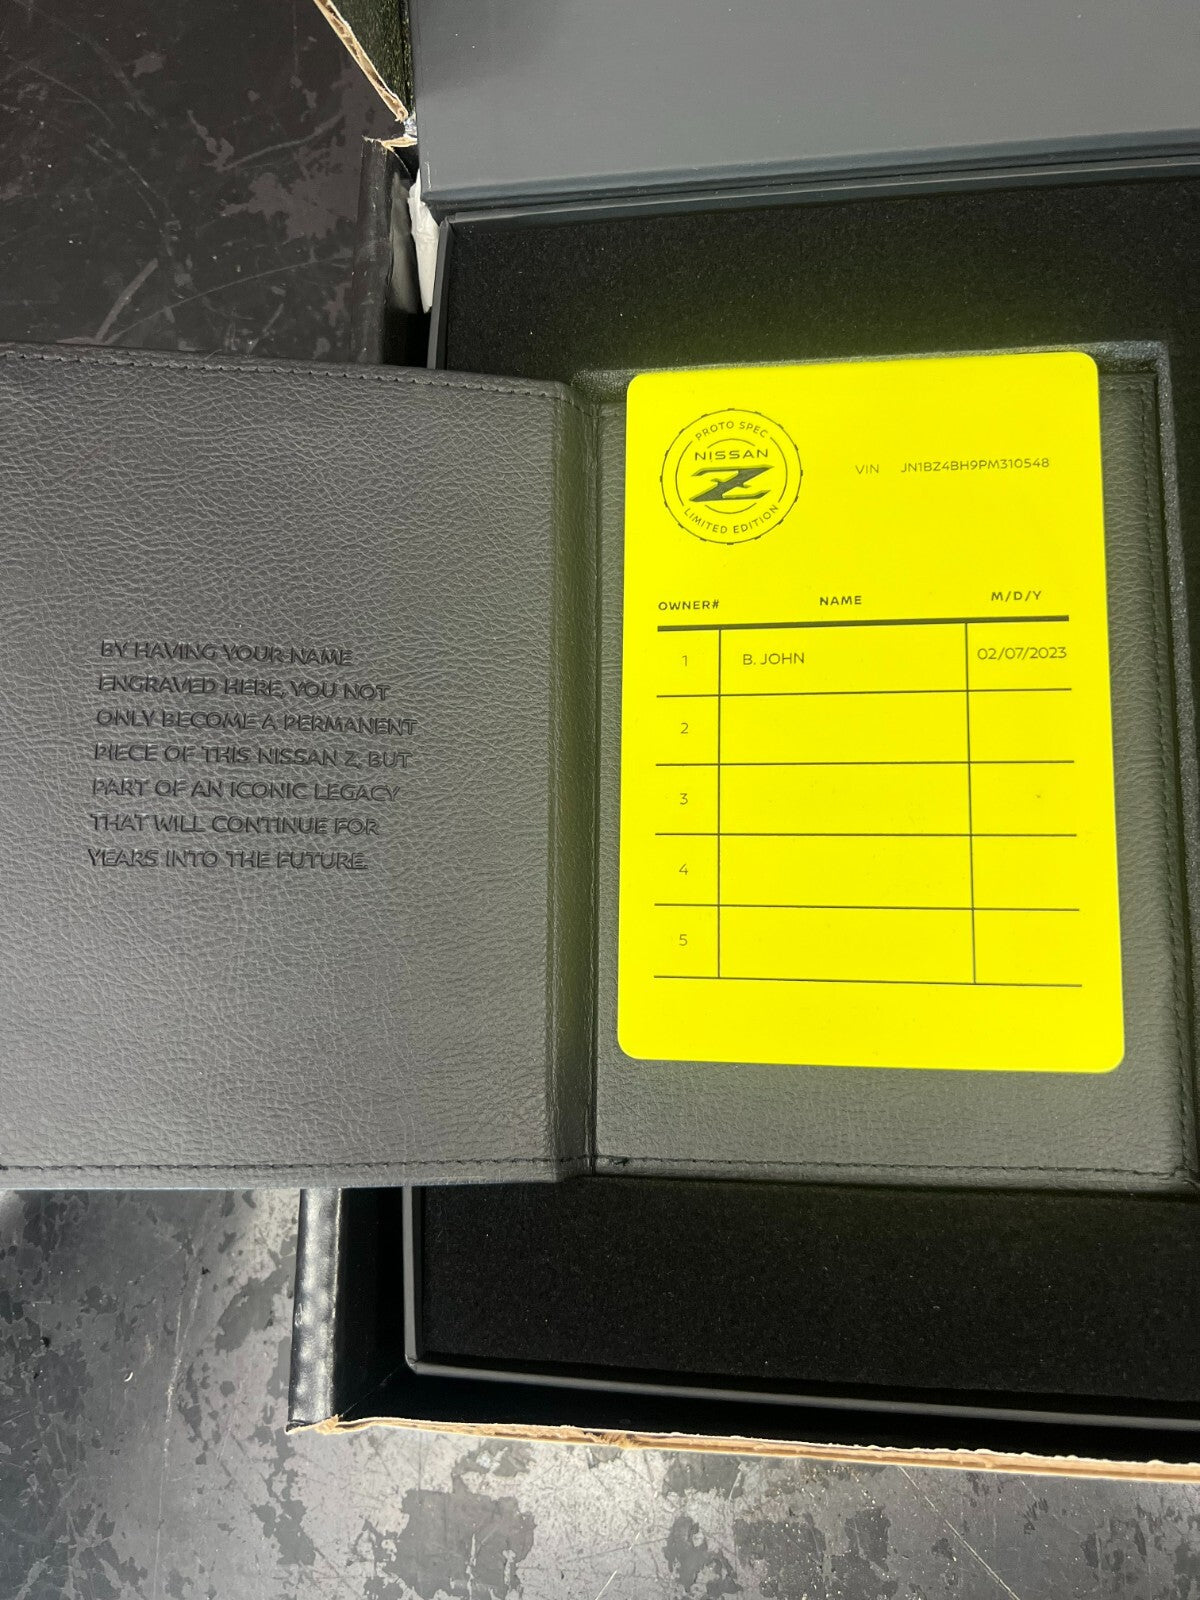 BY HAVING YOUR NAME
ENGRAVED HERE, YOU NOT
ONLY BECOME A PERMANENT
PIECE OF THIS NISSAN Z, BUT
PART OF AN ICONIC LEGACY
THAT WILL CONTINUE FOR
YEARS INTO THE FUTURE.
PROTO SPEC
NISSAN
Z
LIMITED EDITION
VIN JN1BZ4BH9PM310548
OWNER# NAME M/D/Y
1 B. JOHN 02/07/2023
2
3
4
5